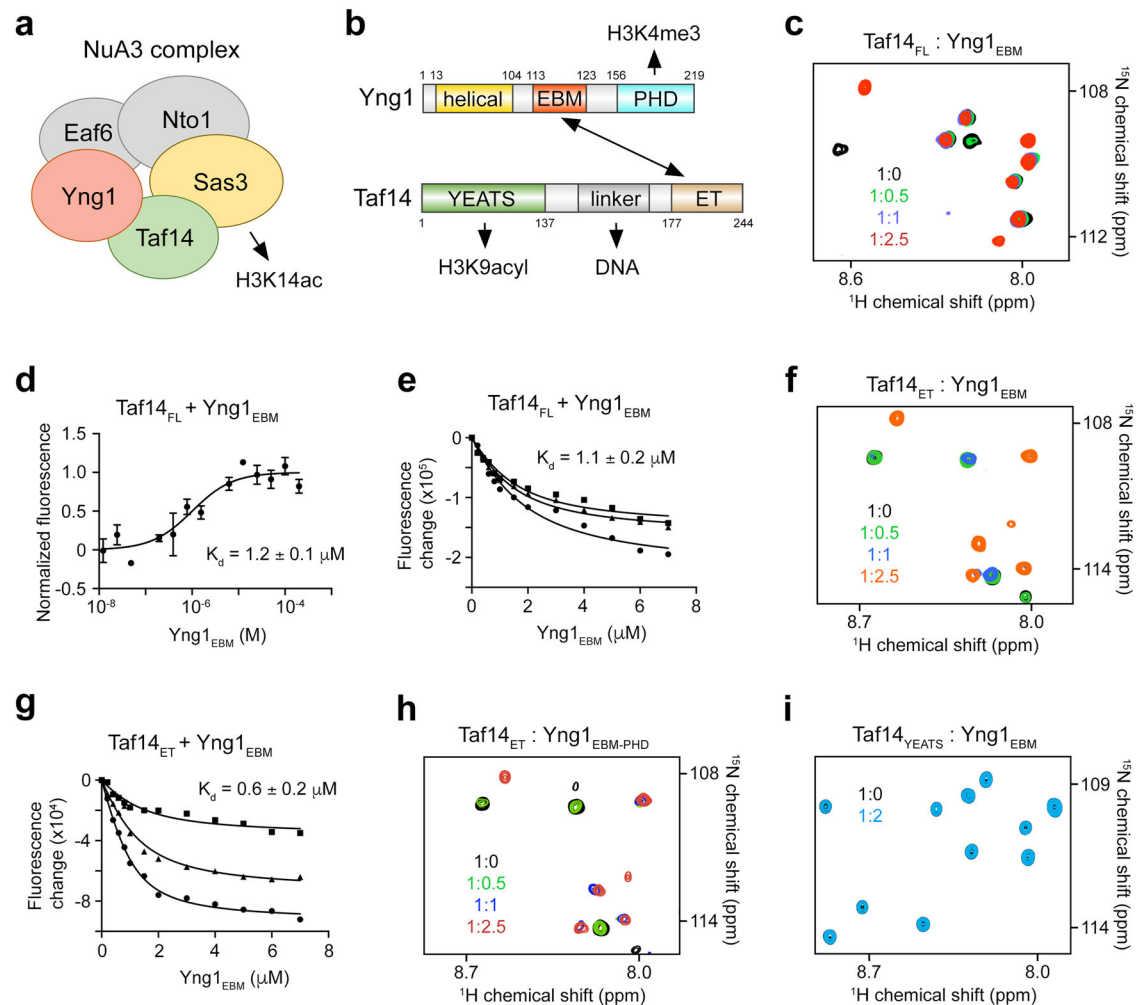 a
NuA3 complex
Eaf6
Nto1
Yng1
Sas3
Taf14
H3K14ac
b
H3K4me3
1 13 104 113 123 156 219
Yng1 helical EBM PHD
Taf14 YEATS linker ET
1 137 177 244
H3K9acyl DNA
c
Taf14FL : Yng1EBM
1:0
1:0.5
1:1
1:2.5
108
112
15N chemical shift (ppm)
8.6 8.0
1H chemical shift (ppm)
d
Taf14FL + Yng1EBM
Normalized fluorescence
1.5
1.0
0.5
0
-0.5
Kd = 1.2 ± 0.1 μM
10-8 10-6 10-4
Yng1EBM (M)
e
Taf14FL + Yng1EBM
Fluorescence
change (x105)
0
-1
-2
Kd = 1.1 ± 0.2 μM
0 2 4 6 8
Yng1EBM (μM)
f
Taf14ET : Yng1EBM
1:0
1:0.5
1:1
1:2.5
108
114
15N chemical shift (ppm)
8.7 8.0
1H chemical shift (ppm)
g
Taf14ET + Yng1EBM
Fluorescence
change (x104)
0
-4
-8
Kd = 0.6 ± 0.2 μM
0 2 4 6 8
Yng1EBM (μM)
h
Taf14ET : Yng1EBM-PHD
1:0
1:0.5
1:1
1:2.5
108
114
15N chemical shift (ppm)
8.7 8.0
1H chemical shift (ppm)
i
Taf14YEATS : Yng1EBM
1:0
1:2
109
114
15N chemical shift (ppm)
8.7 8.0
1H chemical shift (ppm)